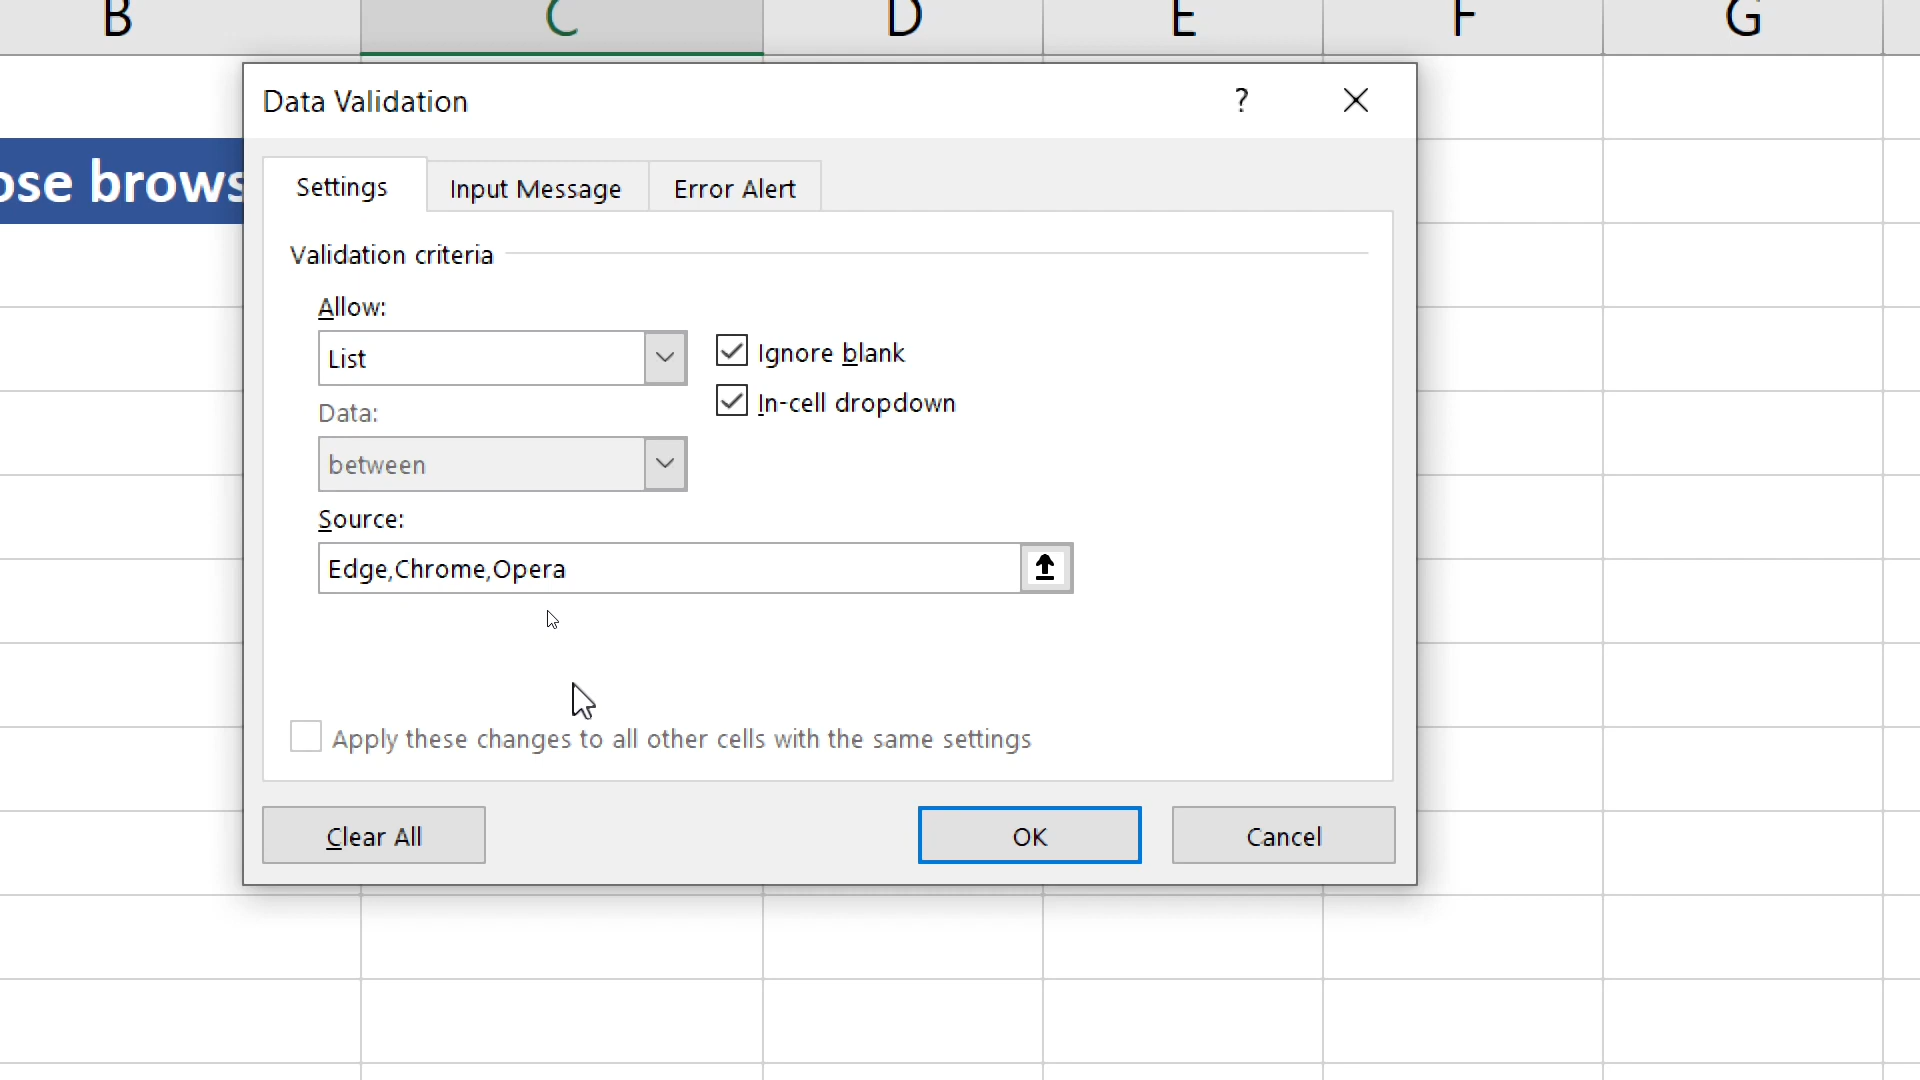 B C D E F G
Data Validation ?
ose brows
Settings Input Message Error Alert
Validation criteria
Allow:
List
Ignore blank
In-cell dropdown
Data:
between
Source:
Edge,Chrome,Opera
Apply these changes to all other cells with the same settings
Clear All OK Cancel